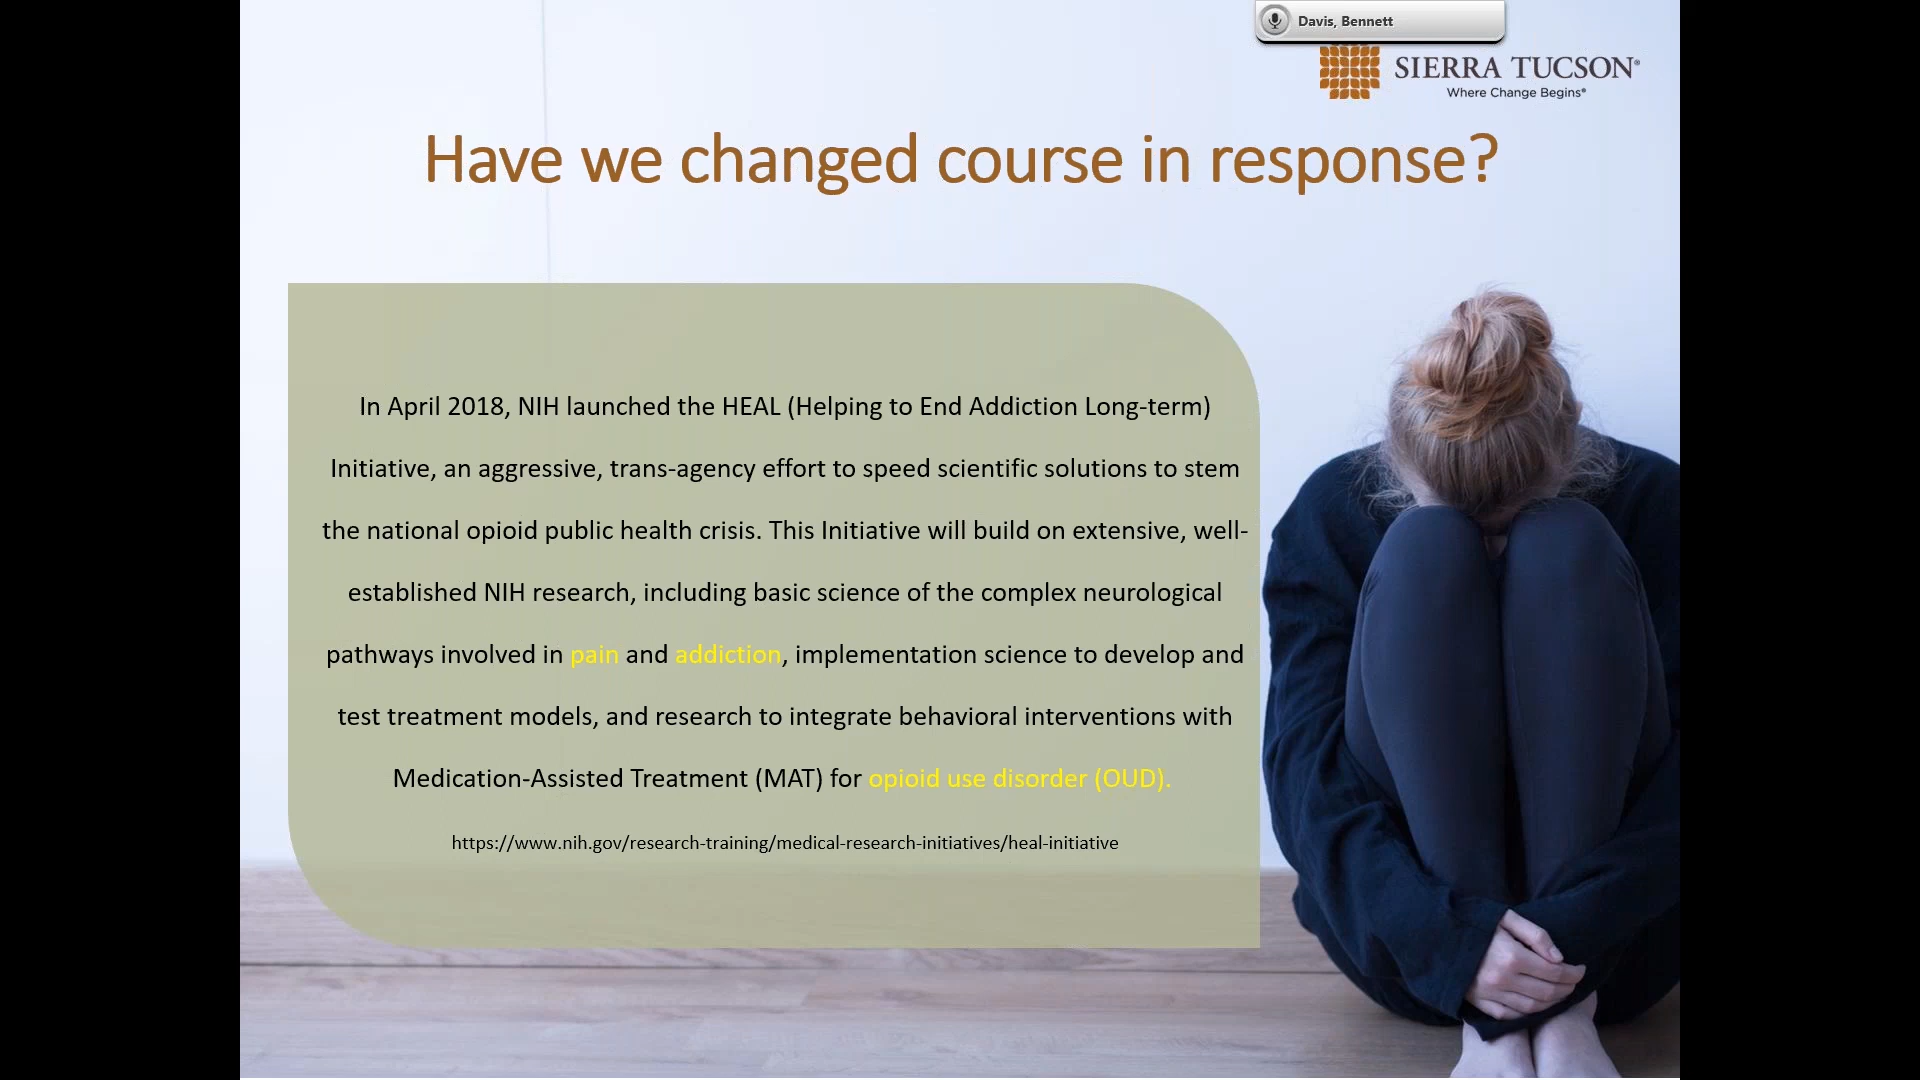 Davis, Bennett
SIERRA TUCSON®
Where Change Begins®
Have we changed course in response?
In April 2018, NIH launched the HEAL (Helping to End Addiction Long-term)
Initiative, an aggressive, trans-agency effort to speed scientific solutions to stem
the national opioid public health crisis. This Initiative will build on extensive, well-
established NIH research, including basic science of the complex neurological
pathways involved in pain and addiction, implementation science to develop and
test treatment models, and research to integrate behavioral interventions with
Medication-Assisted Treatment (MAT) for opioid use disorder (OUD).
https://www.nih.gov/research-training/medical-research-initiatives/heal-initiative